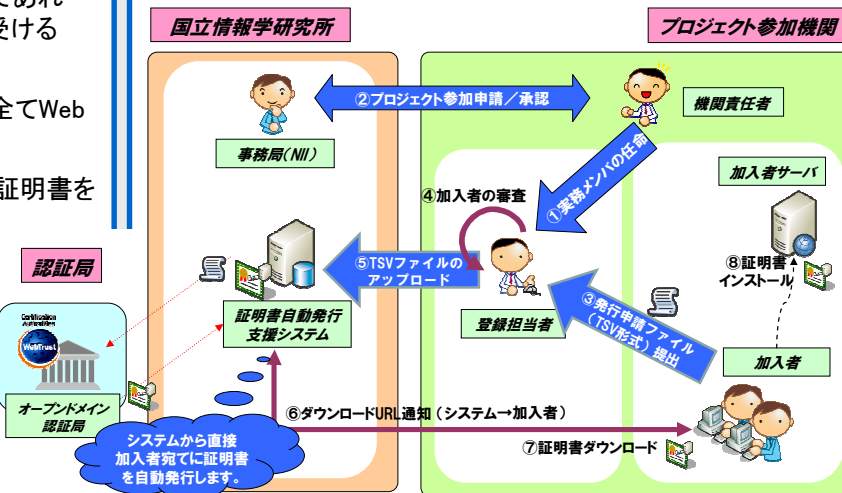 であれ
受ける
全てWeb
証明書を
国立情報学研究所
プロジェクト参加機関
②プロジェクト参加申請／承認
事務局(NII)
機関責任者
①実務メンバの任命
④加入者の審査
加入者サーバ
⑤TSVファイルの
アップロード
⑧証明書
インストール
認証局
Certification
Authorities
WebTrust
証明書自動発行
支援システム
登録担当者
③発行申請ファイル
（TSV形式）提出
加入者
オープンドメイン
認証局
⑥ダウンロードURL通知（システム→加入者）
⑦証明書ダウンロード
システムから直接
加入者宛てに証明書
を自動発行します。